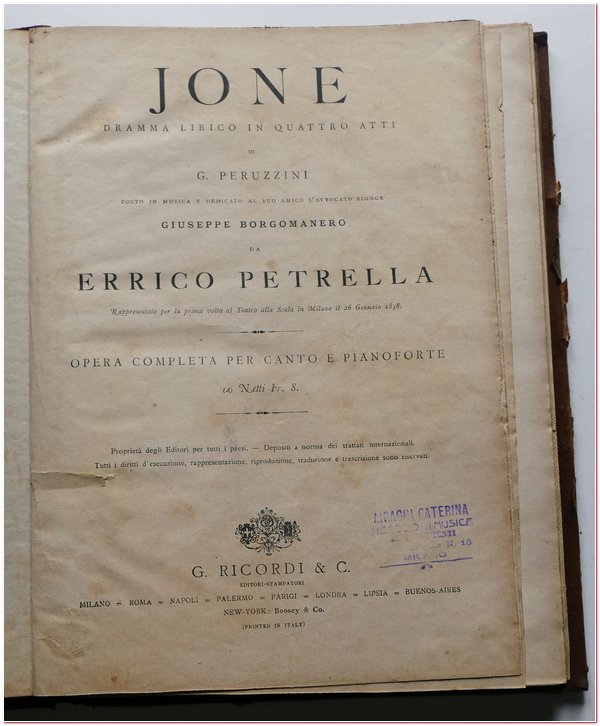 JONE
DRAMMA LIRICO IN QUATTRO ATTI
DI
G. PERUZZINI
POSTO IN MUSICA E DEDICATO AL SUO AMICO L'AVVOCATO SIGNOR
GIUSEPPE BORGOMANERO
DA
ERRICO PETRELLA
Rappresentato per la prima volta al Teatro alla Scala in Milano il 26 Gennaio 1858.
OPERA COMPLETA PER CANTO E PIANOFORTE
(A) Netti Fr. 8.
Proprietà degli Editori per tutti i paesi. — Deposto a norma dei trattati internazionali.
Tutti i diritti d'esecuzione, rappresentazione, riproduzione, traduzione e trascrizione sono riservati.
CATERINA
MUSICA
N. 18
MILANO
G. RICORDI & C.
EDITORI-STAMPATORI
MILANO = ROMA = NAPOLI = PALERMO = PARIGI = LONDRA = LIPSIA = BUENOS-AIRES
NEW-YORK: Boosey & Co.
(PRINTED IN ITALY)